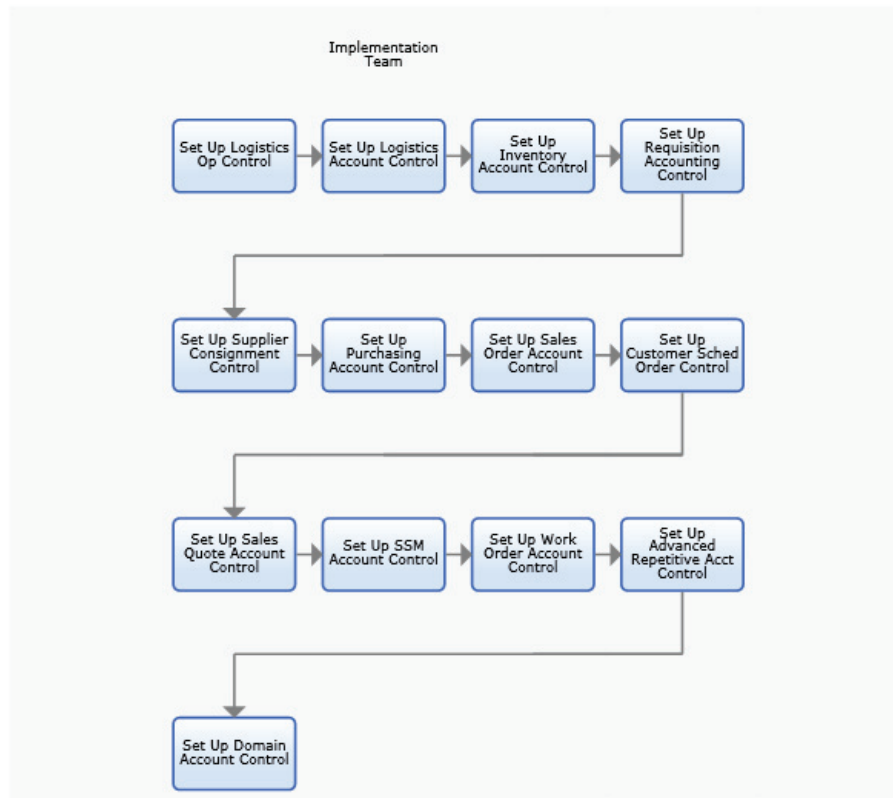 Implementation
Team
Set Up Logistics
Op Control
Set Up Logistics
Account Control
Set Up
Inventory
Account Control
Set Up
Requisition
Accounting
Control
Set Up Supplier
Consignment
Control
Set Up
Purchasing
Account Control
Set Up Sales
Order Account
Control
Set Up
Customer Sched
Order Control
Set Up Sales
Quote Account
Control
Set Up SSM
Account Control
Set Up Work
Order Account
Control
Set Up
Advanced
Repetitive Acct
Control
Set Up Domain
Account Control